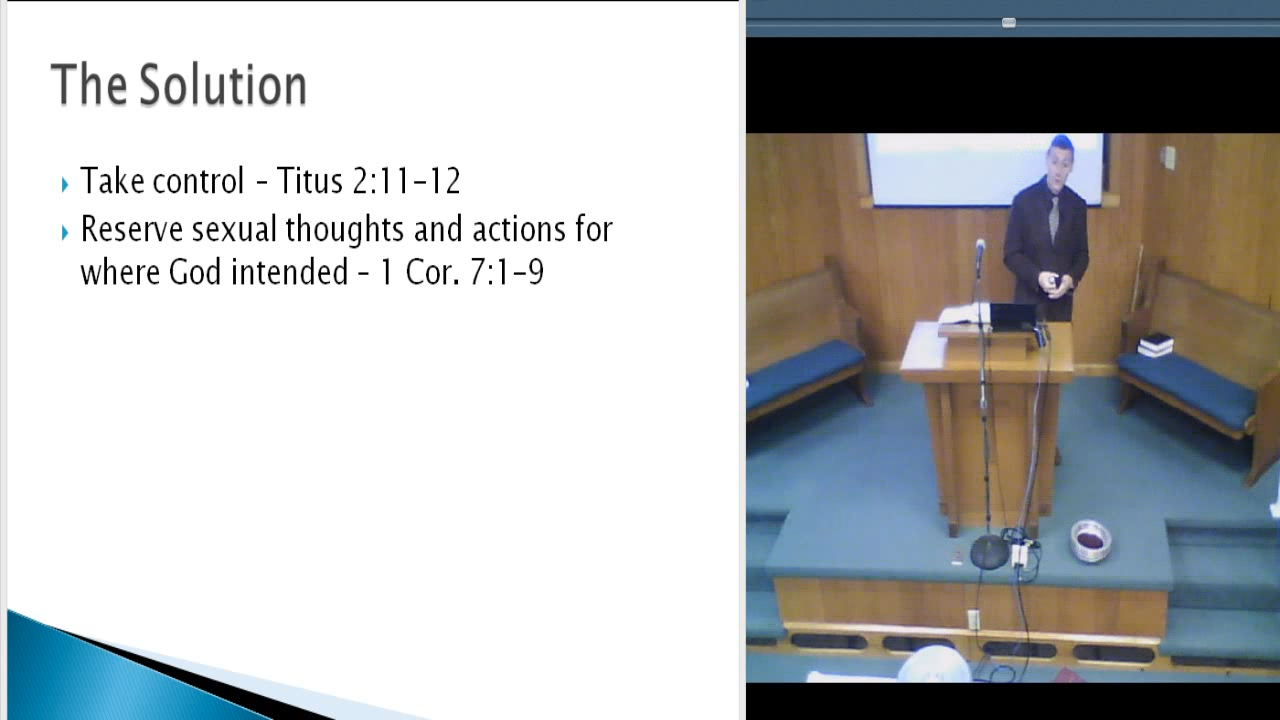 The Solution
Take control - Titus 2:11-12
Reserve sexual thoughts and actions for
where God intended - 1 Cor. 7:1-9